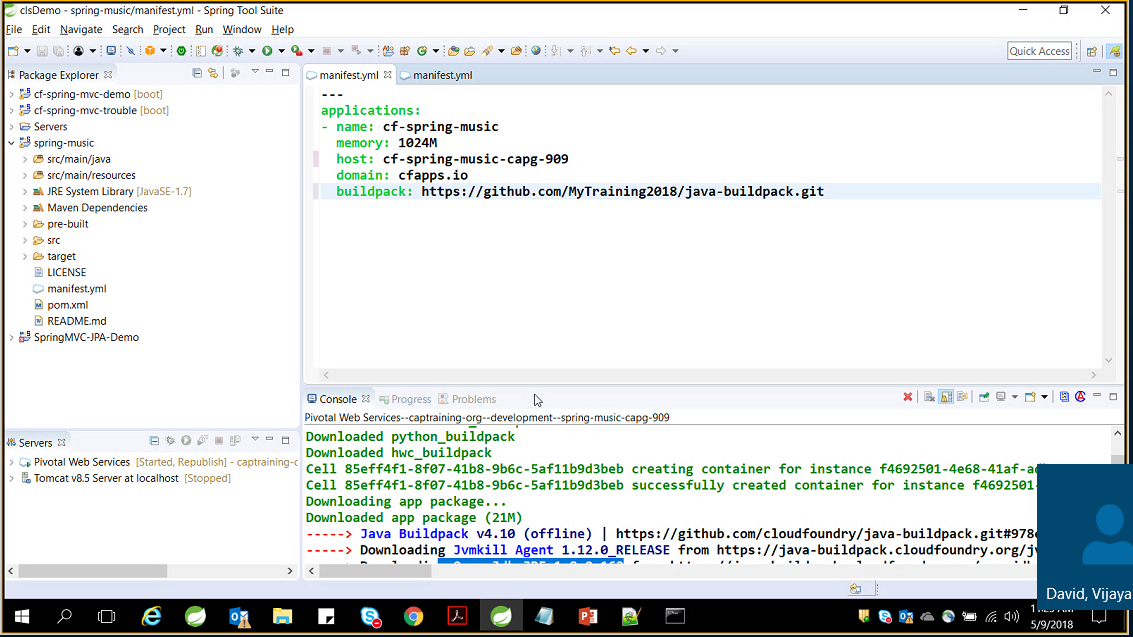 clsDemo - spring-music/manifest.yml - Spring Tool Suite
File Edit Navigate Search Project Run Window Help
Quick Access
Package Explorer
cf-spring-mvc-demo [boot]
cf-spring-mvc-trouble [boot]
Servers
spring-music
src/main/java
src/main/resources
JRE System Library [JavaSE-1.7]
Maven Dependencies
pre-built
src
target
LICENSE
manifest.yml
pom.xml
README.md
SpringMVC-JPA-Demo
manifest.yml manifest.yml
---
applications:
- name: cf-spring-music
memory: 1024M
host: cf-spring-music-capg-909
domain: cfapps.io
buildpack: https://github.com/MyTraining2018/java-buildpack.git
Servers
Pivotal Web Services [Started, Republish] - captraining-o
Tomcat v8.5 Server at localhost [Stopped]
Console Progress Problems
Pivotal Web Services--captraining-org--development--spring-music-capg-909
Downloaded python_buildpack
Downloaded hwc_buildpack
Cell 85eff4f1-8f07-41b8-9b6c-5af11b9d3beb creating container for instance f4692501-4e68-41af-ad
Cell 85eff4f1-8f07-41b8-9b6c-5af11b9d3beb successfully created container for instance f4692501-
Downloading app package...
Downloaded app package (21M)
-----> Java Buildpack v4.10 (offline) | https://github.com/cloudfoundry/java-buildpack.git#978
-----> Downloading Jvmkill Agent 1.12.0_RELEASE from https://java-buildpack.cloudfoundry.org/jv
David, Vijaya
5/9/2018